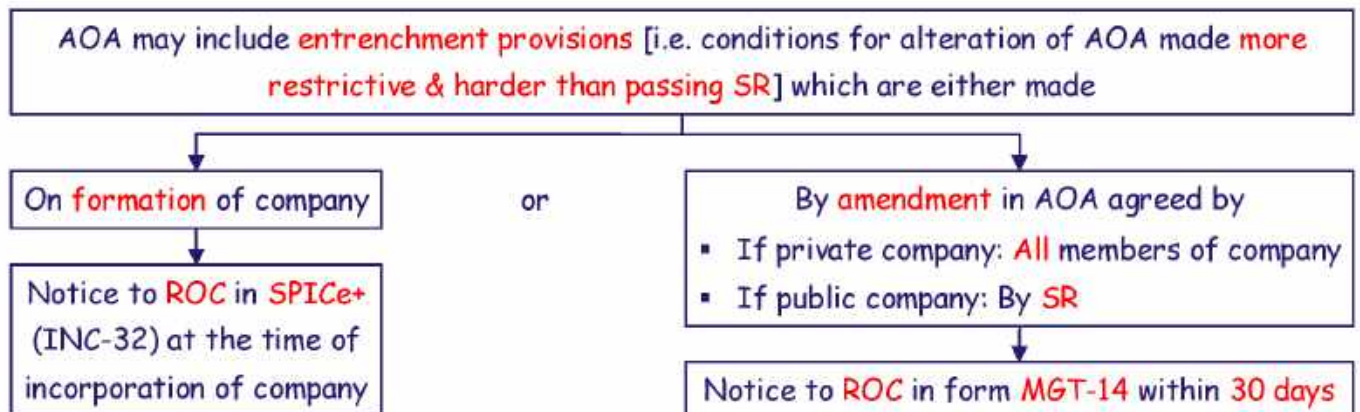 AOA may include entrenchment provisions [i.e. conditions for alteration of AOA made more
restrictive & harder than passing SR] which are either made
On formation of company
or
By amendment in AOA agreed by
▪ If private company: All members of company
▪ If public company: By SR
Notice to ROC in SPICe+
(INC-32) at the time of
incorporation of company
Notice to ROC in form MGT-14 within 30 days